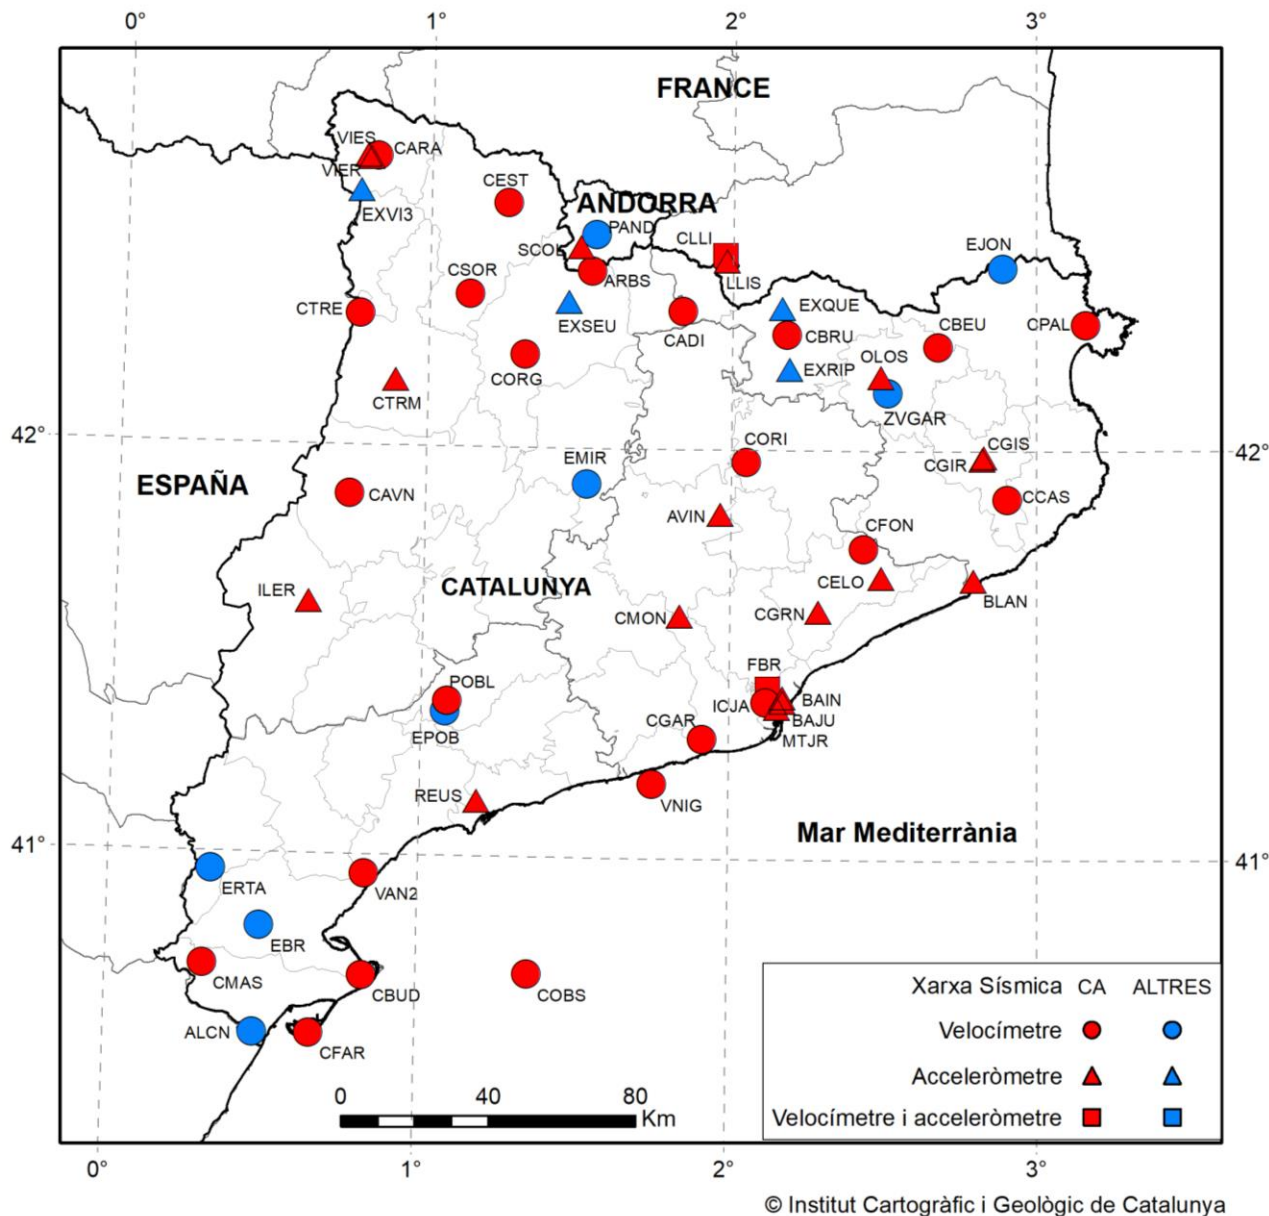 0° 1° 2° 3°
FRANCE
VIES
CARA
VIER
CEST
EXVI3
ANDORRA
PAND
SCOL
CLLI
EJON
LLIS
CSOR
ARBS
CTRE
EXSEU
EXQUE
CBEU
CPAL
CADI
CBRU
OLOS
CORG
EXRIP
CTRM
ZVGAR
42° 42°
CORI
CGIS
EMIR
CGIR
ESPAÑA
CAVN
CCAS
AVIN
CFON
CATALUNYA
CELO
ILER
BLAN
CMON
CGRN
FBR
POBL
BAIN
ICJA
CGAR
BAJU
EPOB
MTJR
REUS
VNIG
Mar Mediterrània
41° 41°
ERTA
VAN2
EBR
CMAS
CBUD
COBS
ALCN
CFAR
Xarxa Sísmica CA ALTRES
Velocímetre
Acceleròmetre
Velocímetre i acceleròmetre
0 40 80
Km
0° 1° 2° 3°
© Institut Cartogràfic i Geològic de Catalunya